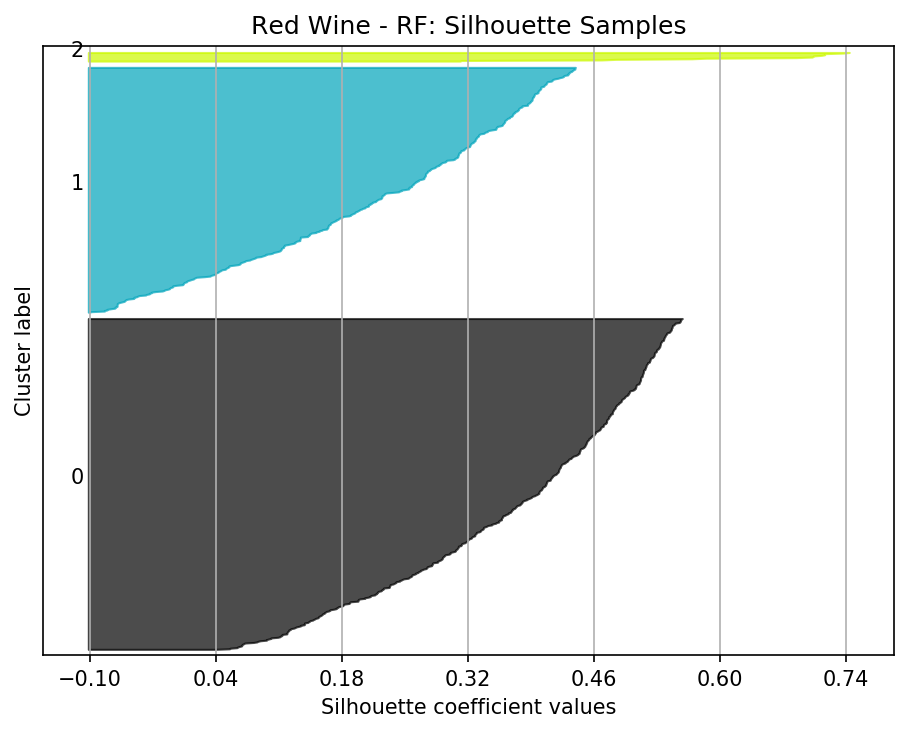 Red Wine - RF: Silhouette Samples
2
1
0
Cluster label
−0.10 0.04 0.18 0.32 0.46 0.60 0.74
Silhouette coefficient values